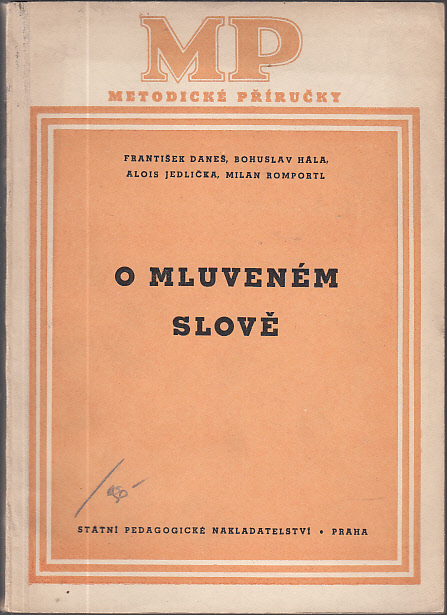 MP
METODICKÉ PŘÍRUČKY
FRANTIŠEK DANEŠ, BOHUSLAV HÁLA,
ALOIS JEDLIČKA, MILAN ROMPORTL
O MLUVENÉM
SLOVĚ
STÁTNÍ PEDAGOGICKÉ NAKLADATELSTVÍ • PRAHA